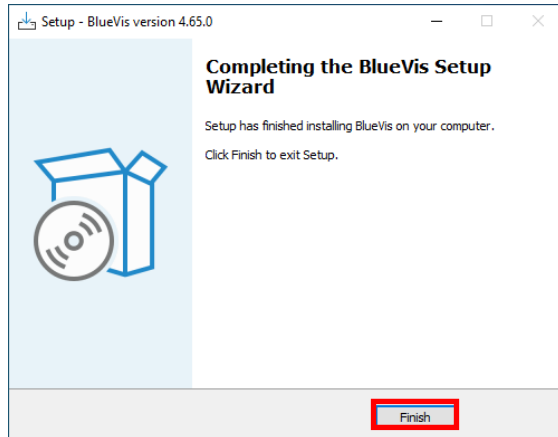 Setup - BlueVis version 4.65.0
Completing the BlueVis Setup
Wizard
Setup has finished installing BlueVis on your computer.
Click Finish to exit Setup.
Finish